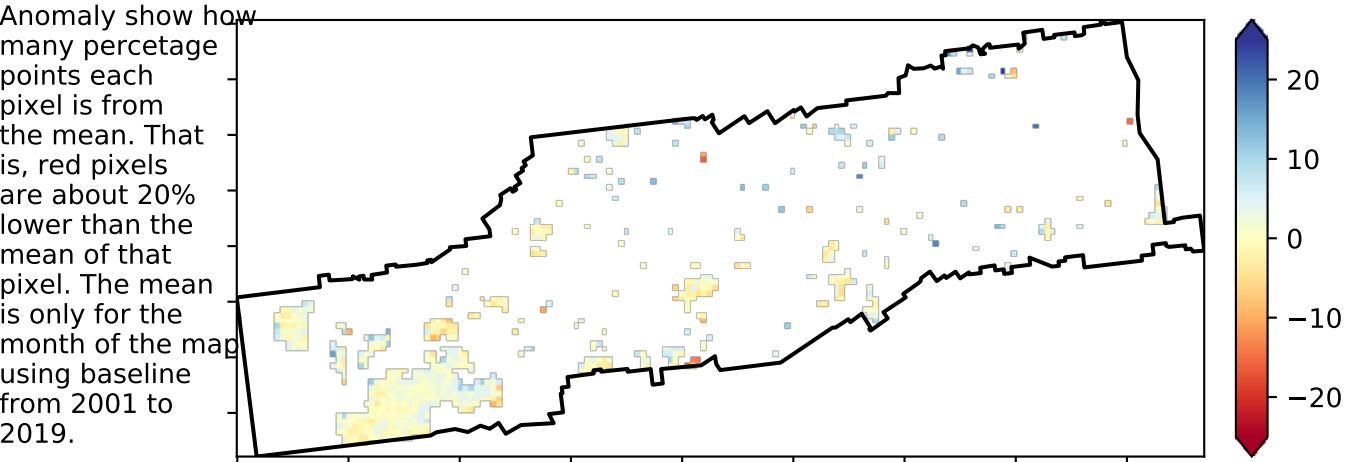 Anomaly show how
many percetage
points each
pixel is from
the mean. That
is, red pixels
are about 20%
lower than the
mean of that
pixel. The mean
is only for the
month of the map
using baseline
from 2001 to
2019.
20
10
0
−10
−20